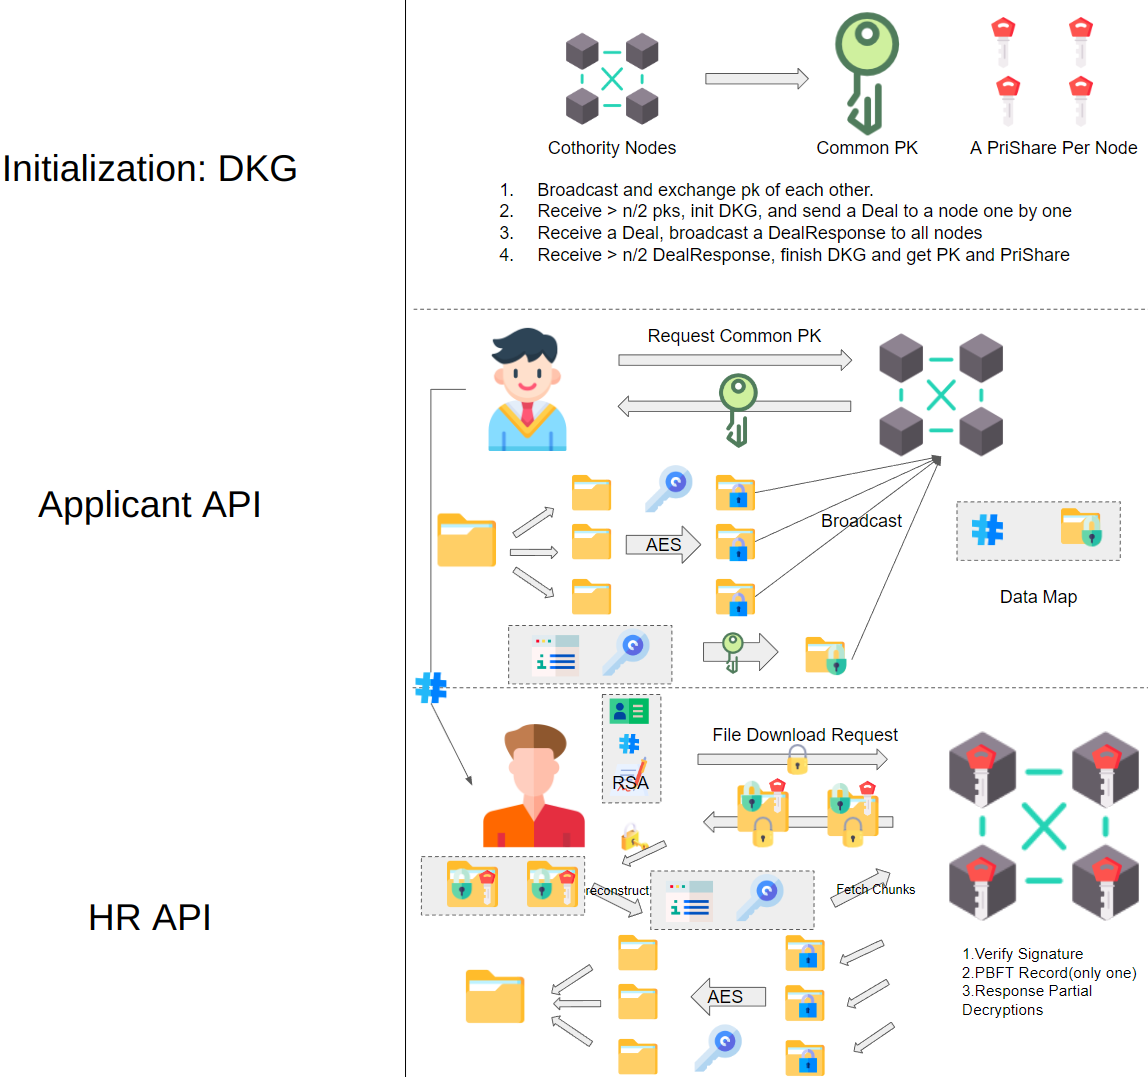 Initialization: DKG
Cothority Nodes
Common PK
A PriShare Per Node
1. Broadcast and exchange pk of each other.
2. Receive > n/2 pks, init DKG, and send a Deal to a node one by one
3. Receive a Deal, broadcast a DealResponse to all nodes
4. Receive > n/2 DealResponse, finish DKG and get PK and PriShare
Applicant API
Request Common PK
AES
Broadcast
Data Map
HR API
RSA
File Download Request
reconstruct
Fetch Chunks
AES
1.Verify Signature
2.PBFT Record(only one)
3.Response Partial
Decryptions